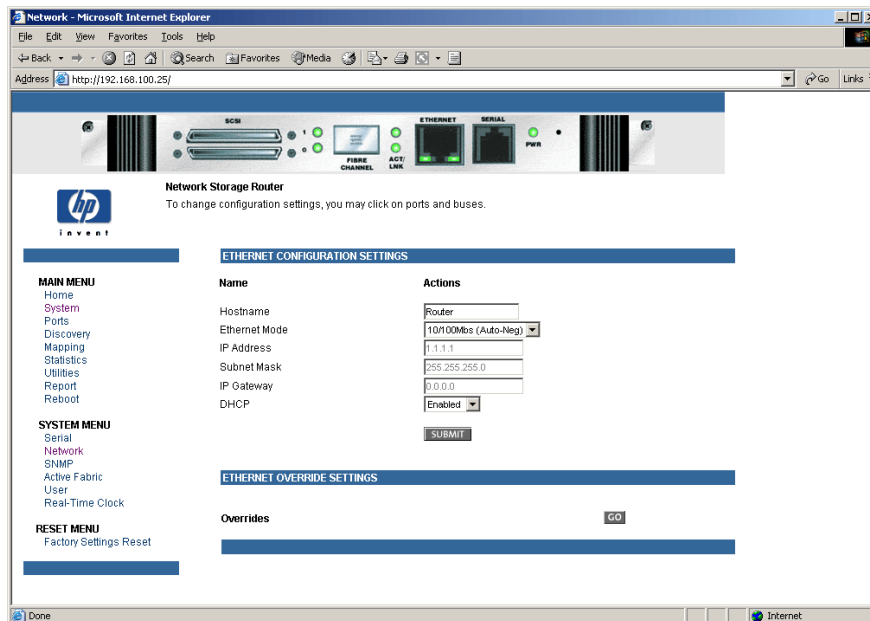 Network - Microsoft Internet Explorer
File Edit View Favorites Tools Help
Back Search Favorites Media
Address http://192.168.100.25/ Go Links
SCSI ETHERNET SERIAL
1
0
FIBRE CHANNEL ACT/ LNK PWR
hp
invent
Network Storage Router
To change configuration settings, you may click on ports and buses.
MAIN MENU
Home
System
Ports
Discovery
Mapping
Statistics
Utilities
Report
Reboot
SYSTEM MENU
Serial
Network
SNMP
Active Fabric
User
Real-Time Clock
RESET MENU
Factory Settings Reset
ETHERNET CONFIGURATION SETTINGS
Name Actions
Hostname Router
Ethernet Mode 10/100Mbs (Auto-Neg)
IP Address 1.1.1.1
Subnet Mask 255.255.255.0
IP Gateway 0.0.0.0
DHCP Enabled
SUBMIT
ETHERNET OVERRIDE SETTINGS
Overrides GO
Done Internet